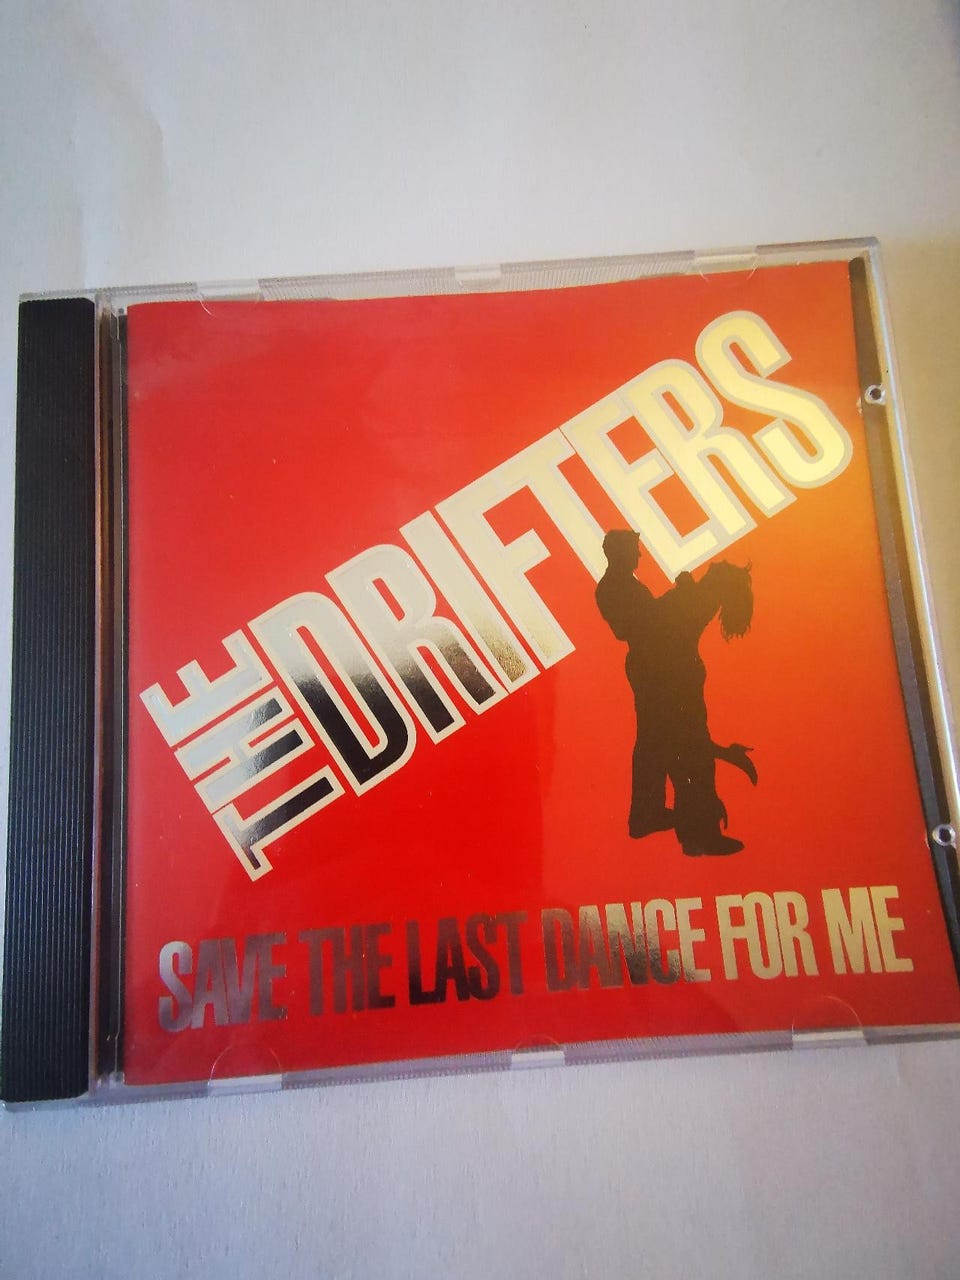 THE
DRIFTERS
SAVE THE LAST DANCE FOR ME